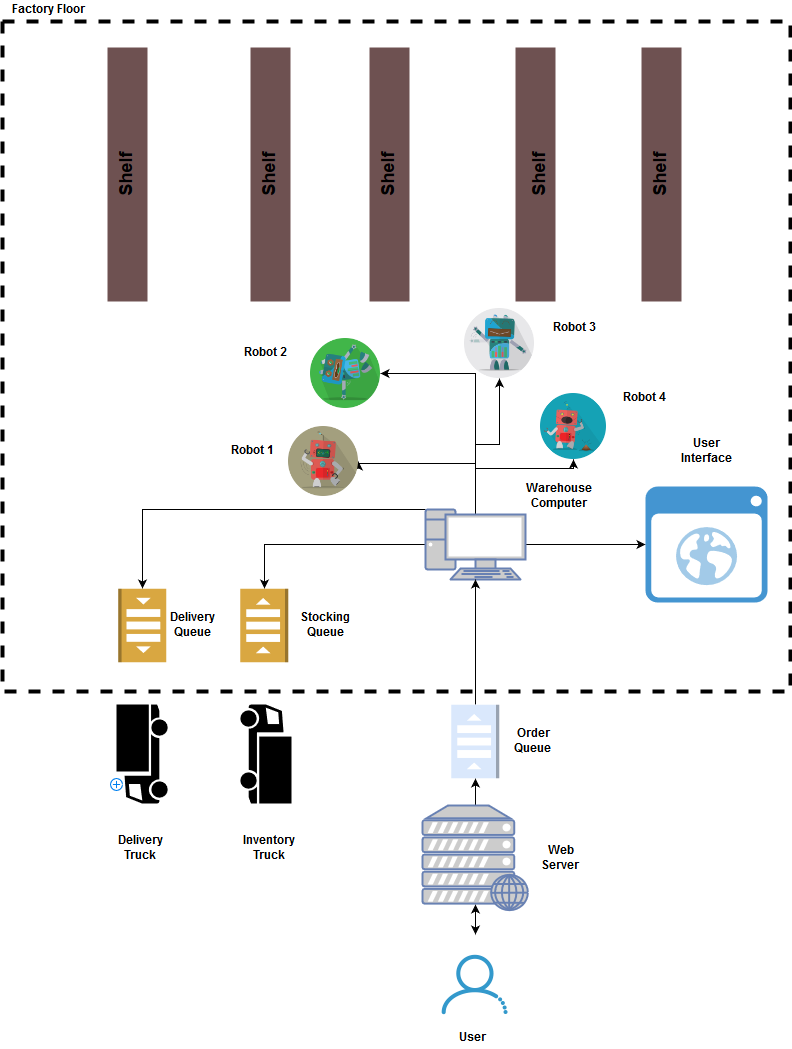 Factory Floor
Shelf
Shelf
Shelf
Shelf
Shelf
Robot 3
Robot 2
Robot 4
Robot 1
User
Interface
Warehouse
Computer
Delivery
Queue
Stocking
Queue
Order
Queue
Delivery
Truck
Inventory
Truck
Web
Server
User